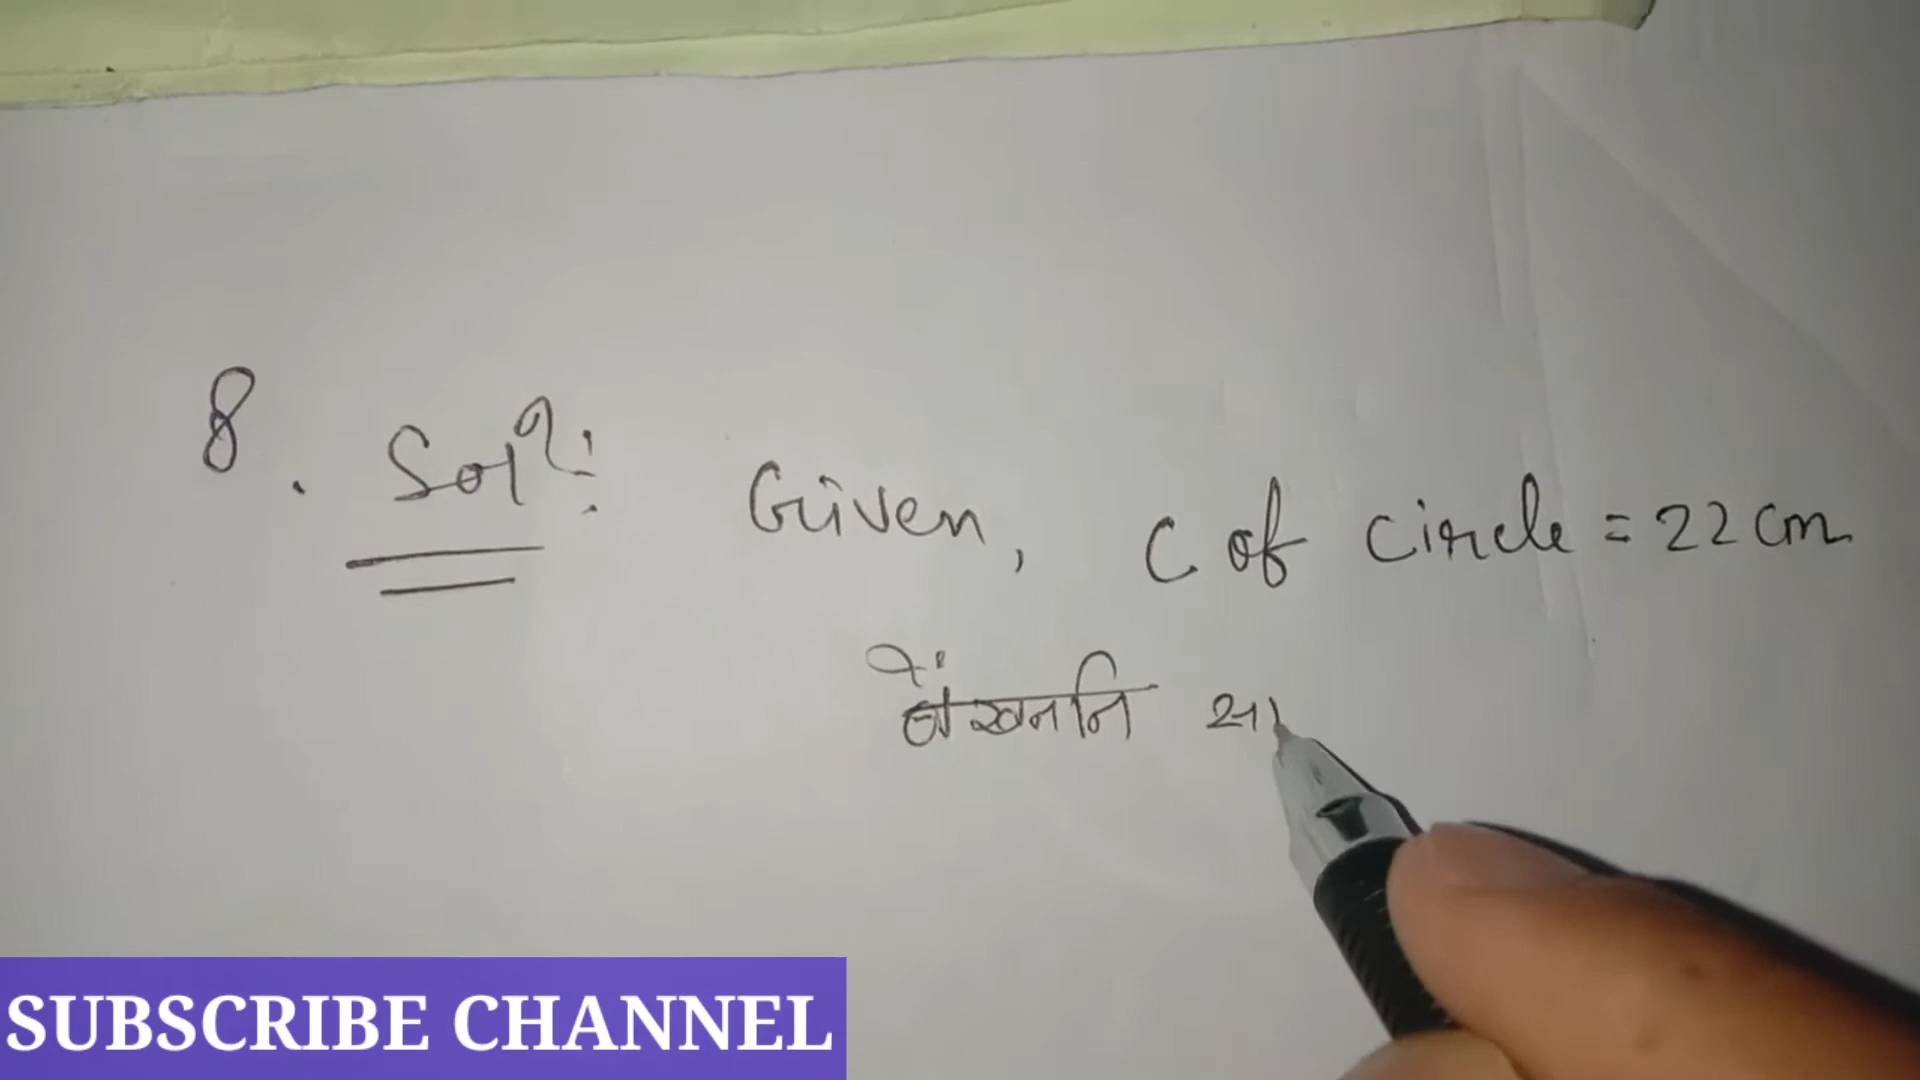 8. Solⁿ: Given, C of circle = 22 cm
SUBSCRIBE CHANNEL